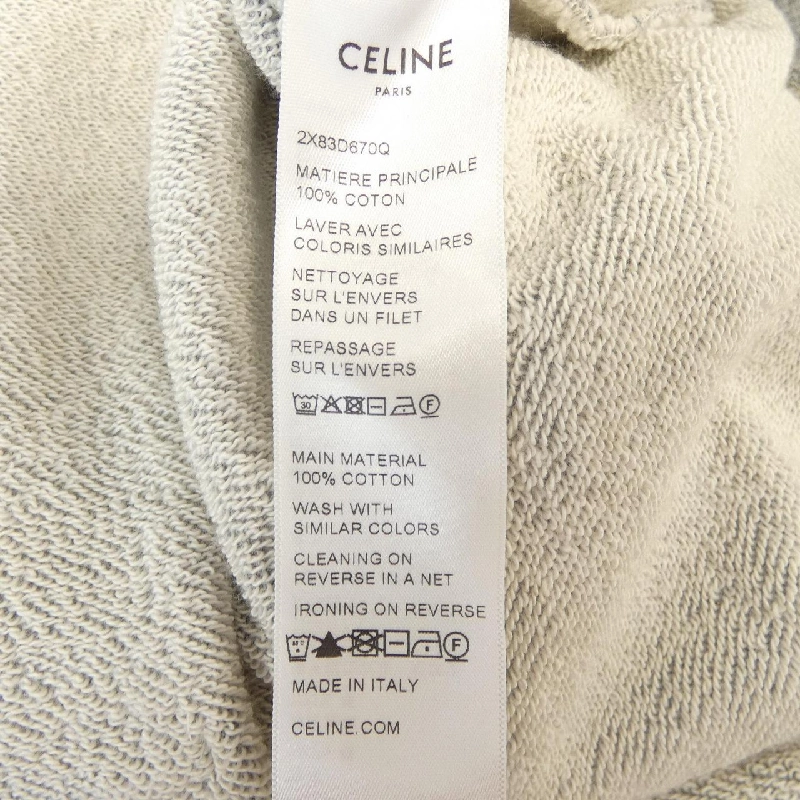 CELINE
PARIS
2X83D670Q
MATIERE PRINCIPALE
100% COTON
LAVER AVEC
COLORIS SIMILAIRES
NETTOYAGE
SUR L'ENVERS
DANS UN FILET
REPASSAGE
SUR L'ENVERS
30 F
MAIN MATERIAL
100% COTTON
WASH WITH
SIMILAR COLORS
CLEANING ON
REVERSE IN A NET
IRONING ON REVERSE
F
MADE IN ITALY
CELINE.COM